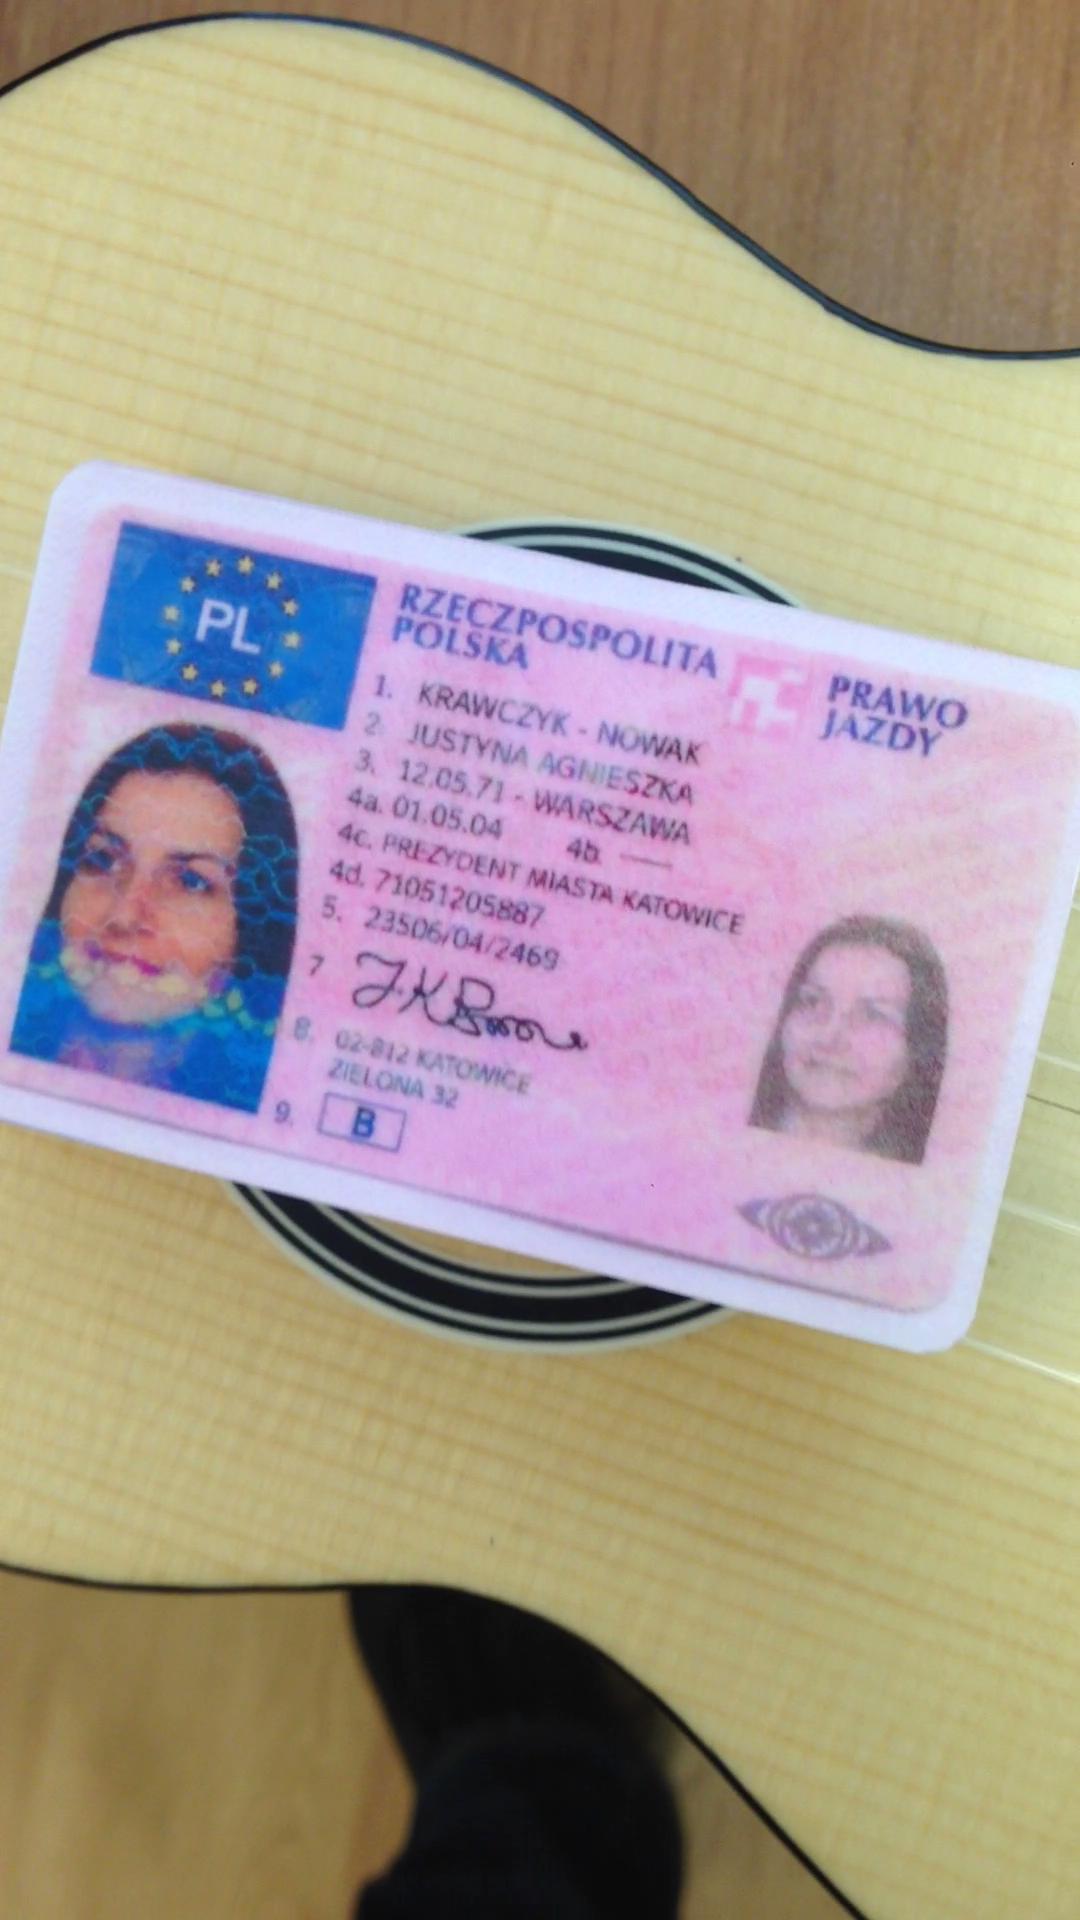 PL
RZECZPOSPOLITA
POLSKA
PRAWO
JAZDY
1. KRAWCZYK - NOWAK
2. JUSTYNA AGNIESZKA
3. 12.05.71 - WARSZAWA
4a. 01.05.04 4b. —
4c. PREZYDENT MIASTA KATOWICE
4d. 71051205887
5. 23506/04/2469
7
8. 02-812 KATOWICE
ZIELONA 32
9. B